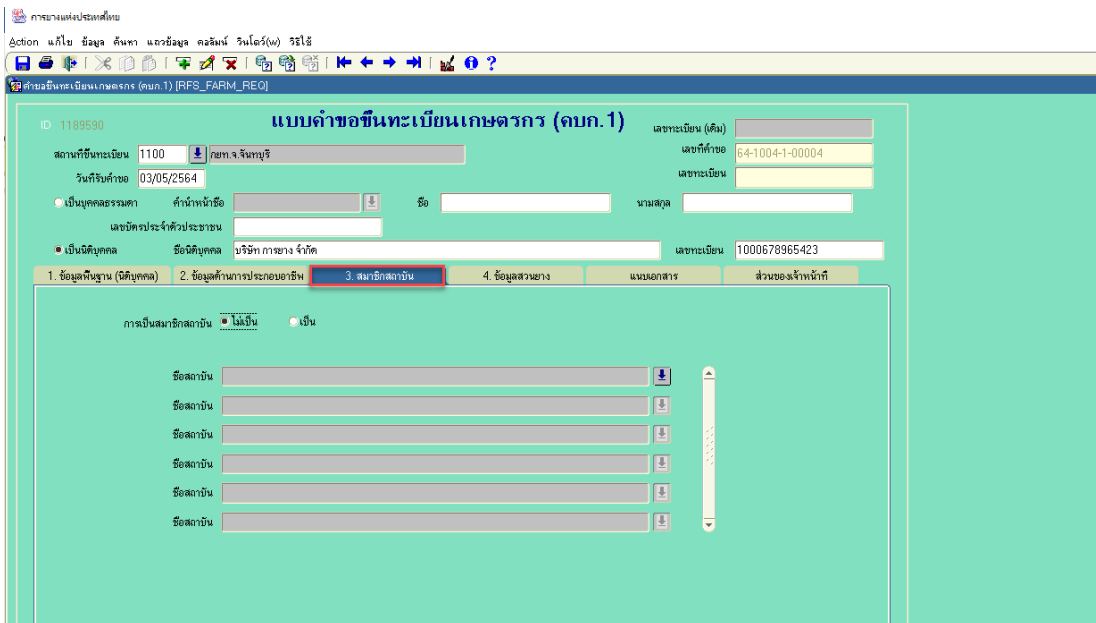 การยางแห่งประเทศไทย
Action แก้ไข ข้อมูล ค้นหา แถวข้อมูล คอลัมน์ วินโดว์(w) วิธีใช้
คำขอขึ้นทะเบียนเกษตรกร (คบก.1) [RFS_FARM_REQ]
ID 1189590
แบบคำขอขึ้นทะเบียนเกษตรกร (คบก.1)
เลขทะเบียน (เดิม)
สถานที่ขึ้นทะเบียน 1100 กยท.จ.จันทบุรี
เลขที่คำขอ 64-1004-1-00004
วันที่รับคำขอ 03/05/2564
เลขทะเบียน
เป็นบุคคลธรรมดา คำนำหน้าชื่อ ชื่อ นามสกุล
เลขบัตรประจำตัวประชาชน
เป็นนิติบุคคล ชื่อนิติบุคคล บริษัท การยาง จำกัด เลขทะเบียน 1000678965423
1. ข้อมูลพื้นฐาน (นิติบุคคล) 2. ข้อมูลด้านการประกอบอาชีพ 3. สมาชิกสถาบัน 4. ข้อมูลสวนยาง แนบเอกสาร ส่วนของเจ้าหน้าที่
การเป็นสมาชิกสถาบัน ไม่เป็น เป็น
ชื่อสถาบัน
ชื่อสถาบัน
ชื่อสถาบัน
ชื่อสถาบัน
ชื่อสถาบัน
ชื่อสถาบัน